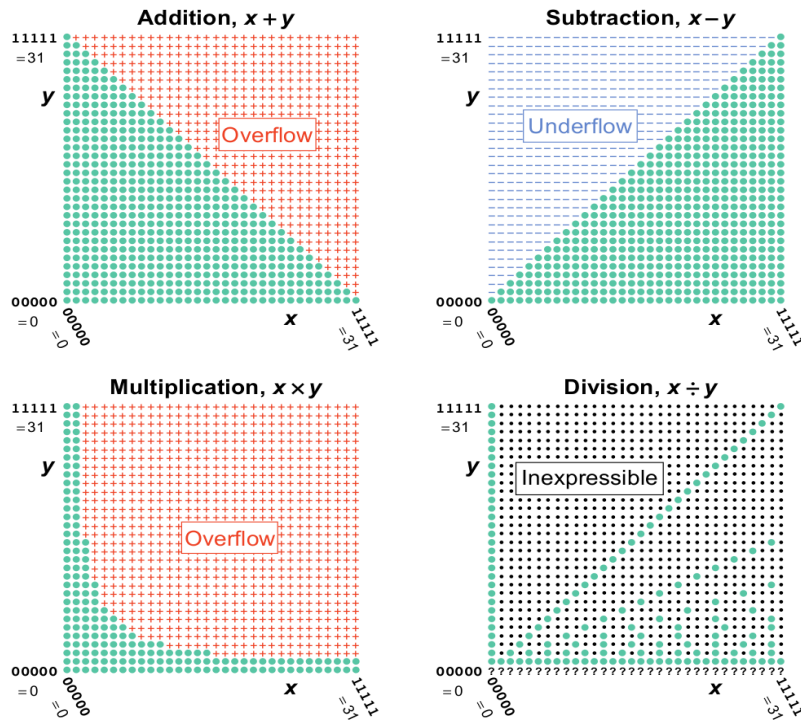 Addition, x + y
11111
=31
y
Overflow
00000
=0
00000
=0
x
11111
=31
Subtraction, x – y
11111
=31
y
Underflow
00000
=0
00000
=0
x
11111
=31
Multiplication, x × y
11111
=31
y
Overflow
00000
=0
00000
=0
x
11111
=31
Division, x ÷ y
11111
=31
y
Inexpressible
00000
=0
????????????????????????????????
00000
=0
x
11111
=31